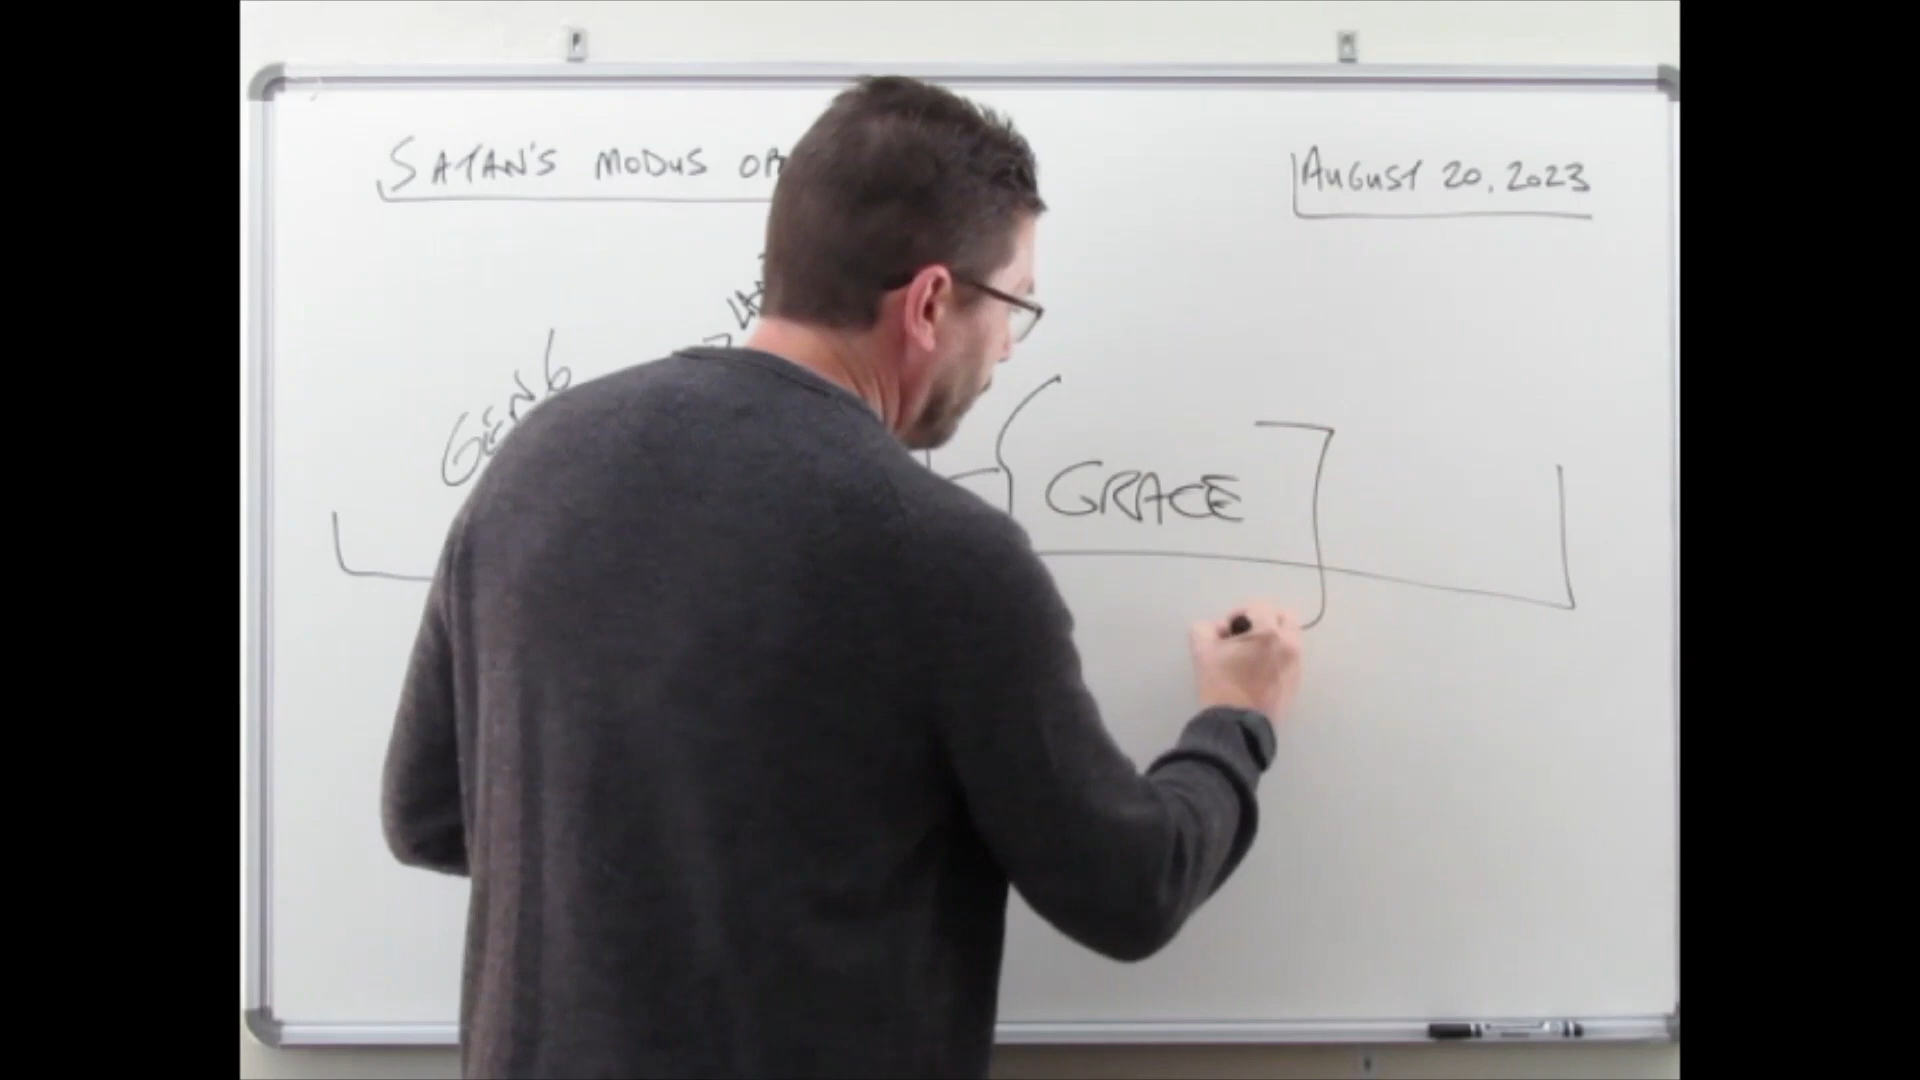 SATAN'S MODUS OP
AUGUST 20, 2023
GEN 6
GRACE